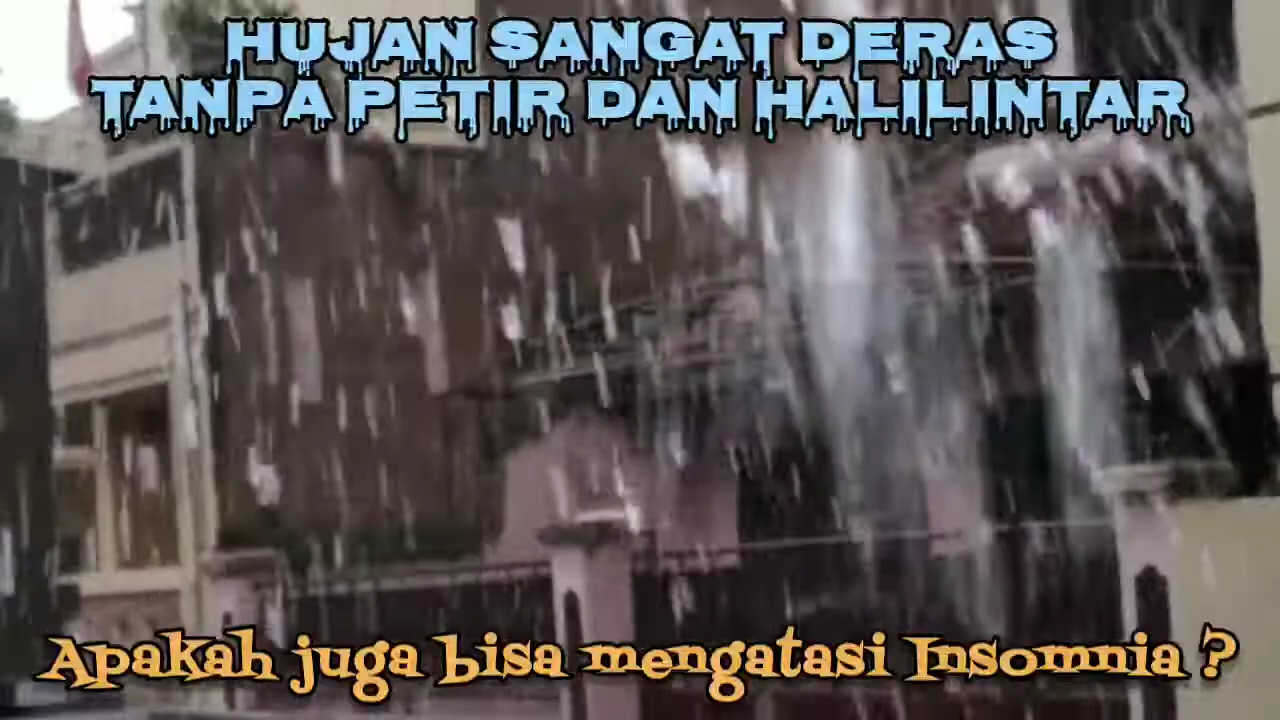 HUJAN SANGAT DERAS
TANPA PETIR DAN HALILINTAR
Apakah juga bisa mengatasi Insomnia ?